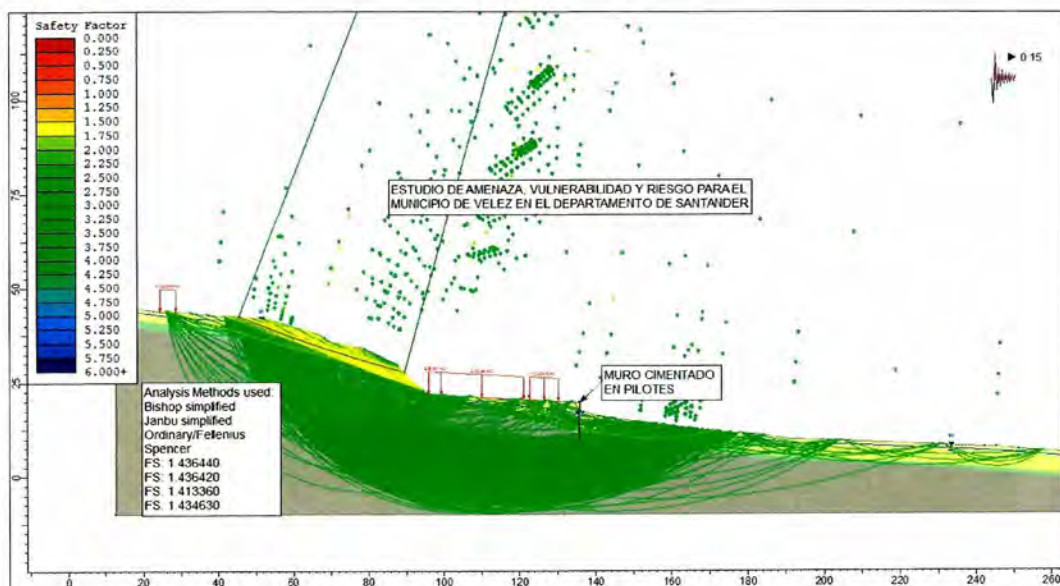 Safety Factor
0.000
0.250
0.500
0.750
1.000
1.250
1.500
1.750
2.000
2.250
2.500
2.750
3.000
3.250
3.500
3.750
4.000
4.250
4.500
4.750
5.000
5.250
5.500
5.750
6.000+
0 15
ESTUDIO DE AMENAZA, VULNERABILIDAD Y RIESGO PARA EL
MUNICIPIO DE VELEZ EN EL DEPARTAMENTO DE SANTANDER
MURO CIMENTADO
EN PILOTES
Analysis Methods used:
Bishop simplified
Janbu simplified
Ordinary/Fellenius
Spencer
FS: 1 436440
FS: 1 436420
FS: 1 413360
FS: 1 434630
100
75
50
25
0
0 20 40 60 80 100 120 140 160 180 200 220 240 260